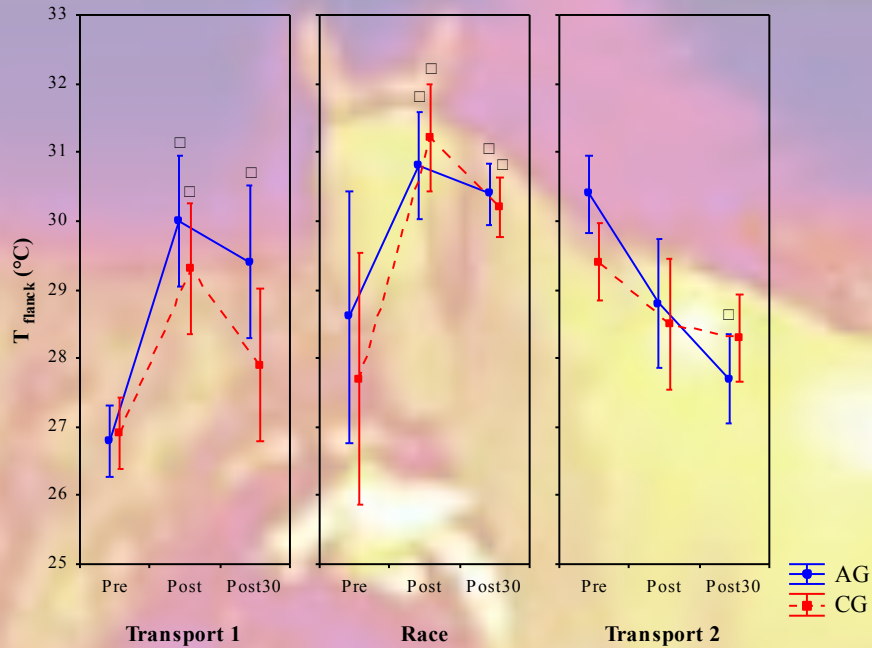 33
32
31
30
29
28
27
26
25
T flanck (°C)
Pre Post Post30 Pre Post Post30 Pre Post Post30
Transport 1 Race Transport 2
AG
CG